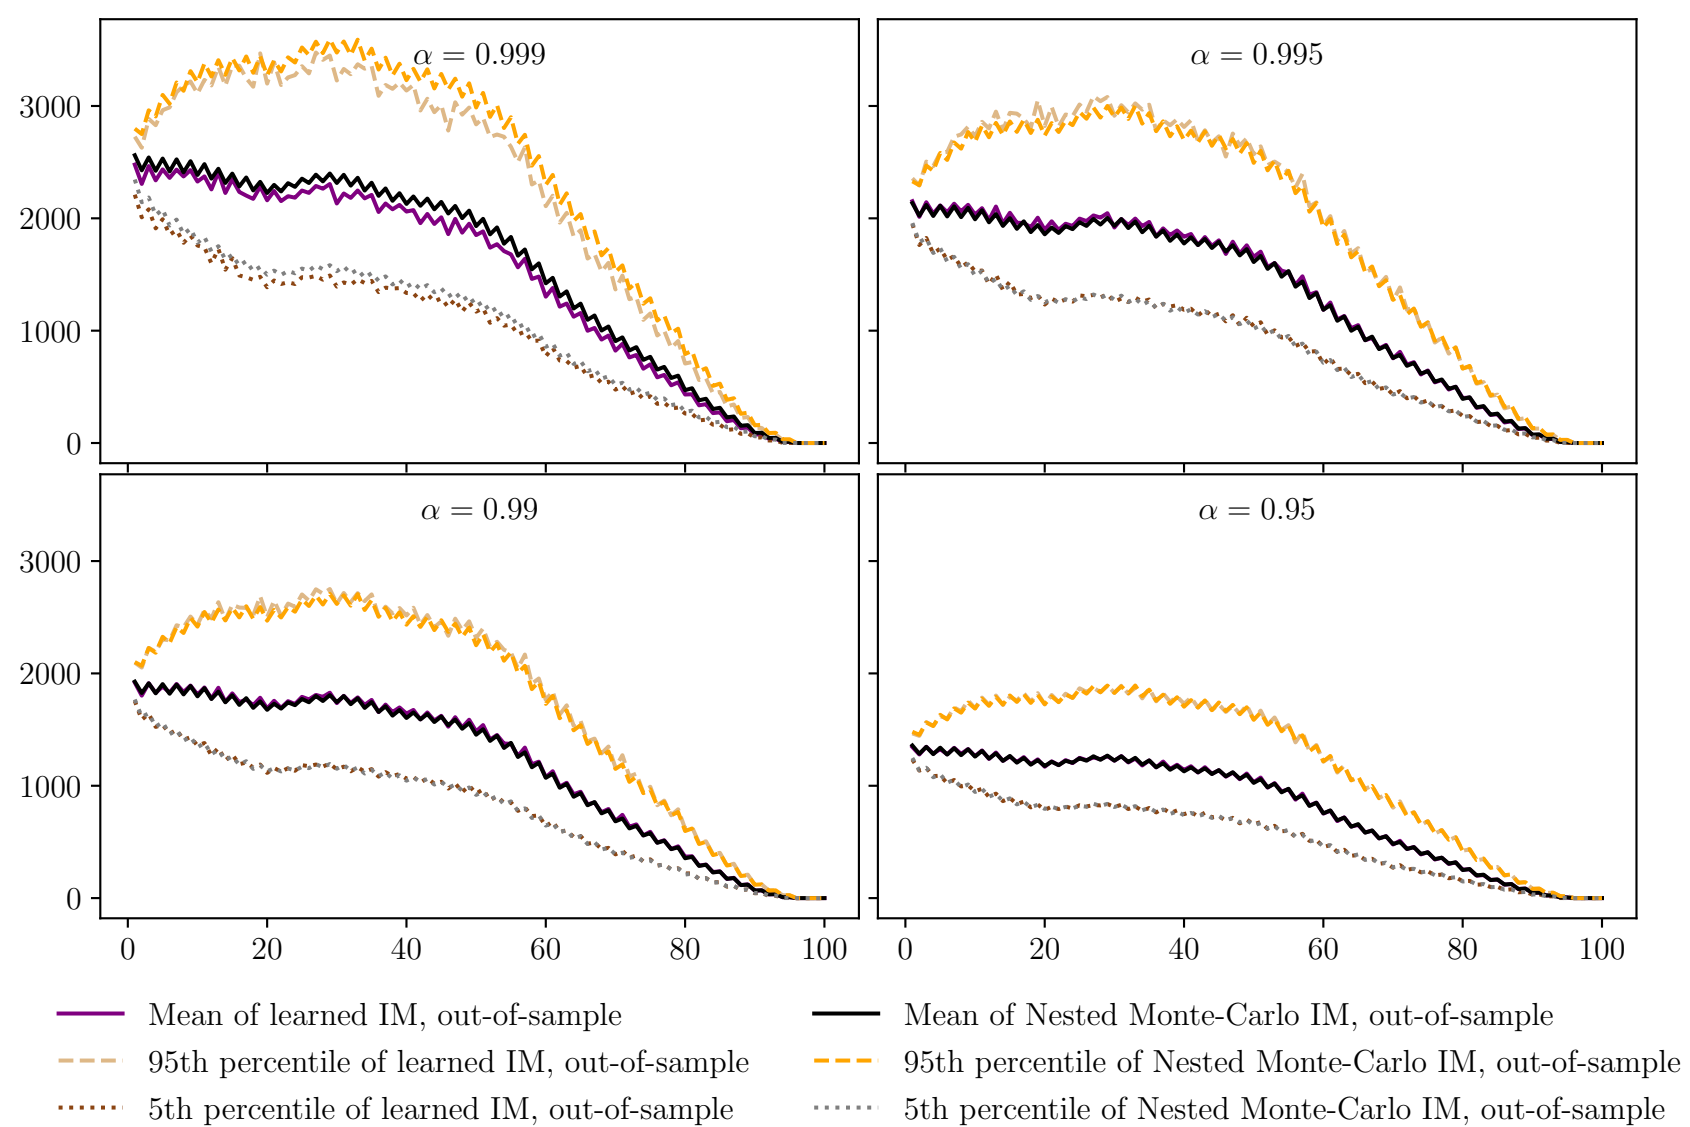 α = 0.999
α = 0.995
3000
2000
1000
0
α = 0.99
α = 0.95
3000
2000
1000
0
0 20 40 60 80 100
0 20 40 60 80 100
Mean of learned IM, out-of-sample
95th percentile of learned IM, out-of-sample
5th percentile of learned IM, out-of-sample
Mean of Nested Monte-Carlo IM, out-of-sample
95th percentile of Nested Monte-Carlo IM, out-of-sample
5th percentile of Nested Monte-Carlo IM, out-of-sample